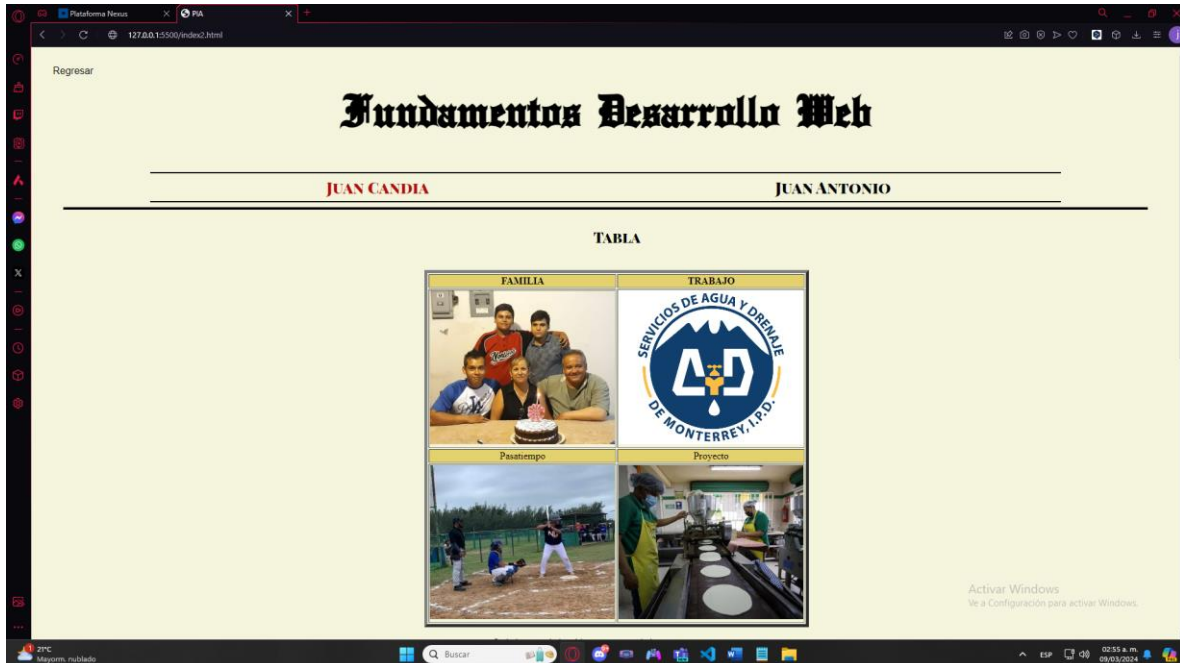 Plataforma Nexus
PIA
127.0.0.1:5500/index2.html
Regresar
Fundamentos Desarrollo Web
JUAN CANDIA
JUAN ANTONIO
TABLA
FAMILIA
TRABAJO
SERVICIOS DE AGUA Y DRENAJE
AyD
DE MONTERREY, I.P.D.
Pasatiempo
Proyecto
Activar Windows
Ve a Configuración para activar Windows.
1
21°C
Mayorm. nublado
Buscar
ESP
02:55 a. m.
09/03/2024